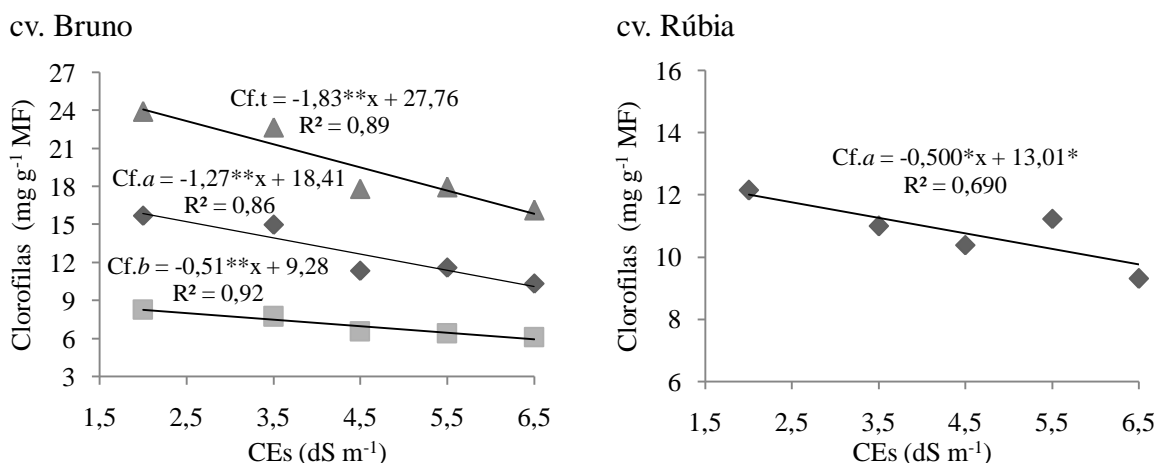 cv. Bruno
Clorofilas (mg g⁻¹ MF)
27
24
21
18
15
12
9
6
3
Cf.t = -1,83**x + 27,76
R² = 0,89
Cf.a = -1,27**x + 18,41
R² = 0,86
Cf.b = -0,51**x + 9,28
R² = 0,92
1,5 2,5 3,5 4,5 5,5 6,5
CEs (dS m⁻¹)
cv. Rúbia
Clorofilas (mg g⁻¹ MF)
16
14
12
10
8
6
Cf.a = -0,500*x + 13,01*
R² = 0,690
1,5 2,5 3,5 4,5 5,5 6,5
CEs (dS m⁻¹)